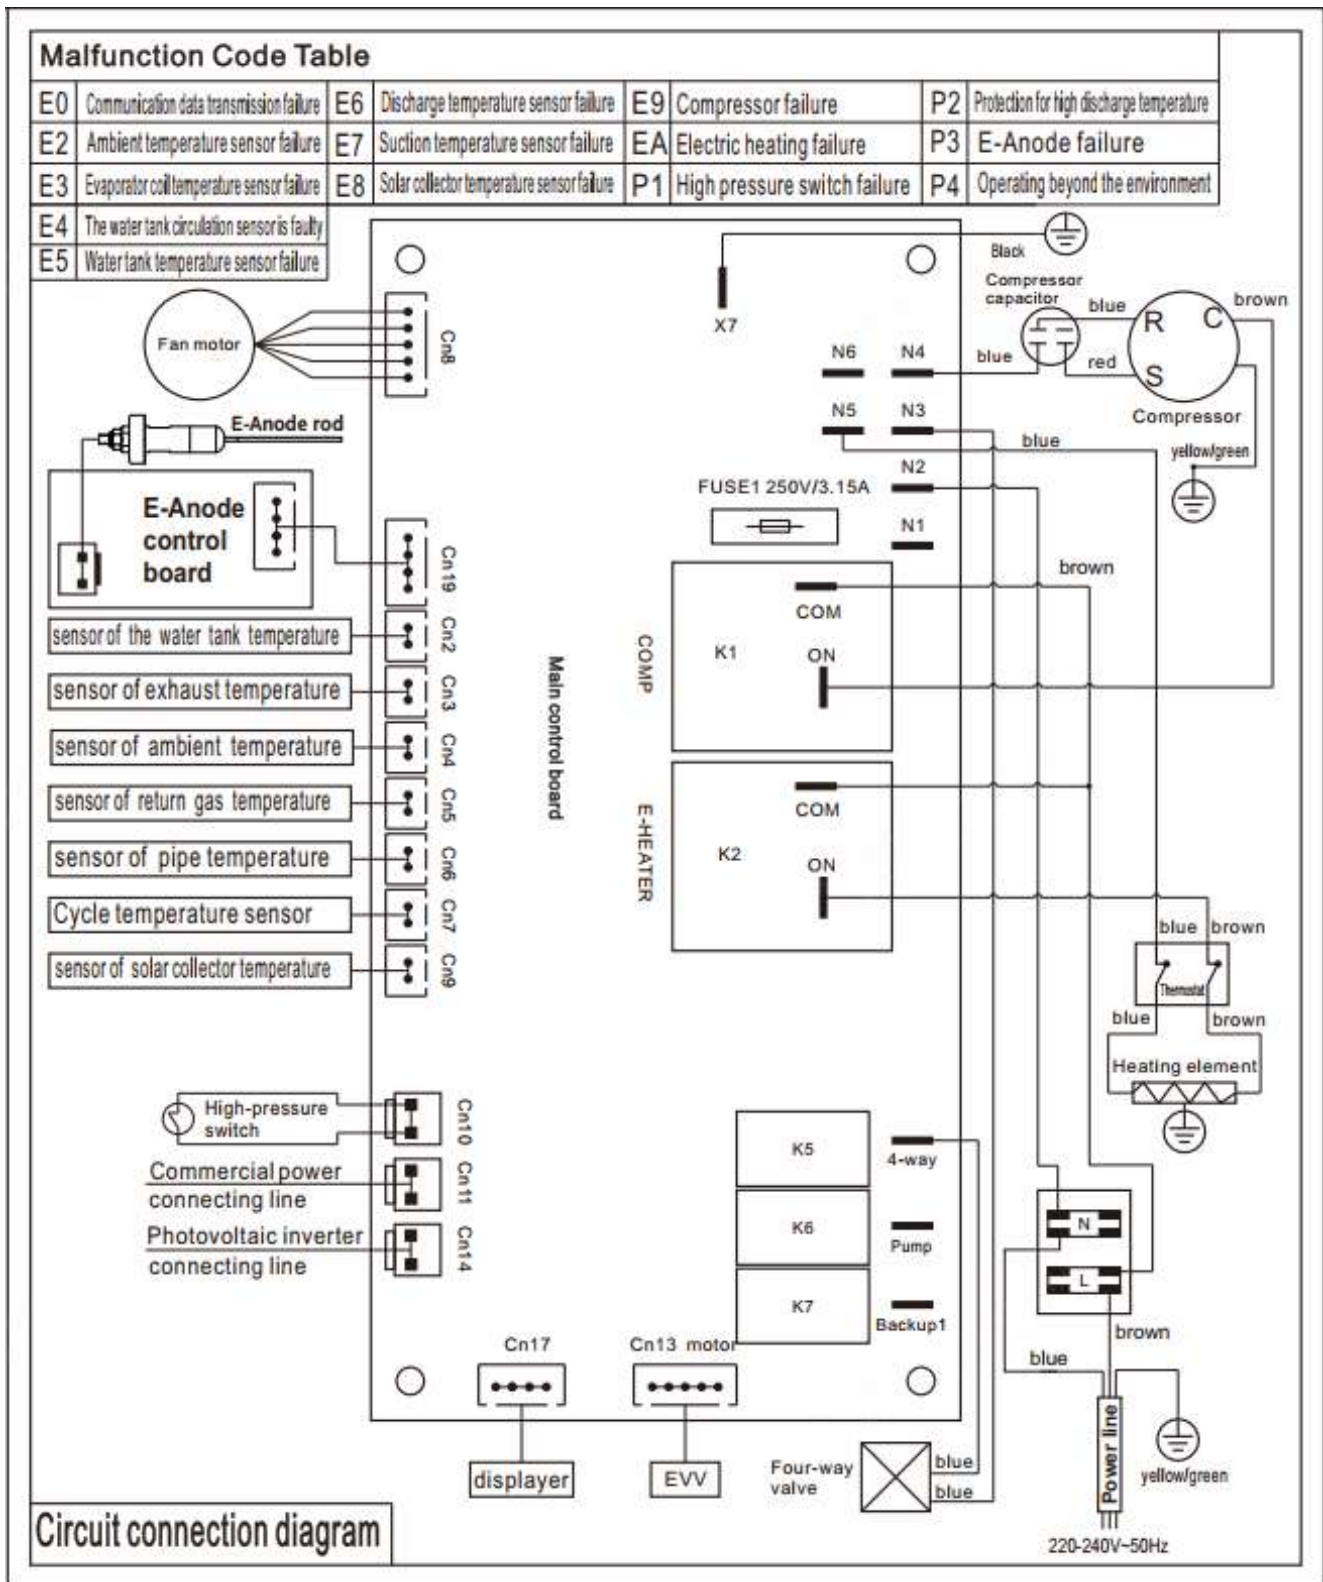 Malfunction Code Table
E0 Communication data transmission failure E6 Discharge temperature sensor failure E9 Compressor failure P2 Protection for high discharge temperature
E2 Ambient temperature sensor failure E7 Suction temperature sensor failure EA Electric heating failure P3 E-Anode failure
E3 Evaporator coil temperature sensor failure E8 Solar collector temperature sensor failure P1 High pressure switch failure P4 Operating beyond the environment
E4 The water tank circulation sensor is faulty
E5 Water tank temperature sensor failure
Black
X7
Compressor
capacitor
blue
R
C
brown
Fan motor
Cn8
N6
N4
blue
red
S
Compressor
N5
N3
blue
yellow/green
E-Anode rod
N2
FUSE1 250V/3.15A
N1
E-Anode
control
board
Cn19
brown
COM
K1
ON
COMP
sensor of the water tank temperature
Cn2
sensor of exhaust temperature
Cn3
Main control board
sensor of ambient temperature
Cn4
sensor of return gas temperature
Cn5
COM
K2
ON
E-HEATER
sensor of pipe temperature
Cn6
Cycle temperature sensor
Cn7
sensor of solar collector temperature
Cn9
blue
brown
Thermostat
blue
brown
Heating element
High-pressure
switch
Cn10
Commercial power
connecting line
Cn11
Photovoltaic inverter
connecting line
Cn14
K5
4-way
K6
Pump
K7
Backup1
N
L
brown
blue
Cn17
Cn13 motor
displayer
EVV
Four-way
valve
blue
blue
Power line
yellow/green
220-240V~50Hz
Circuit connection diagram